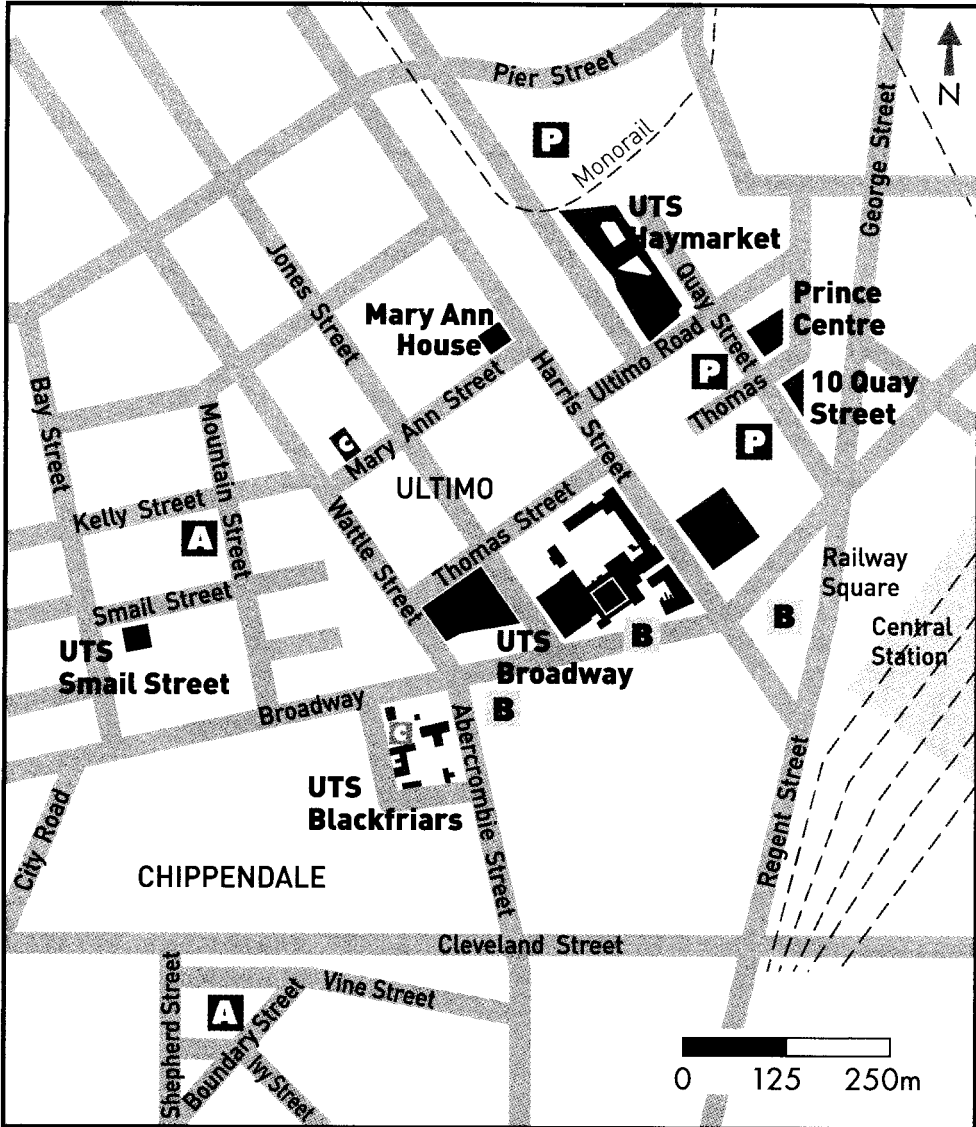 Pier Street
N
P
Monorail
George Street
UTS
Haymarket
Jones Street
Quay Street
Prince
Centre
Mary Ann
House
Harris Street
Ultimo Road
P
Thomas
10 Quay
Street
Bay Street
Mountain Street
C
Mary Ann Street
P
ULTIMO
Kelly Street
A
Wattle Street
Thomas Street
Railway
Square
Smail Street
UTS
Smail Street
B
B
Central
Station
UTS
Broadway
Broadway
B
C
Abercrombie Street
UTS
Blackfriars
Regent Street
City Road
CHIPPENDALE
Cleveland Street
Shepherd Street
Vine Street
A
Boundary Street
Ivy Street
0 125 250m